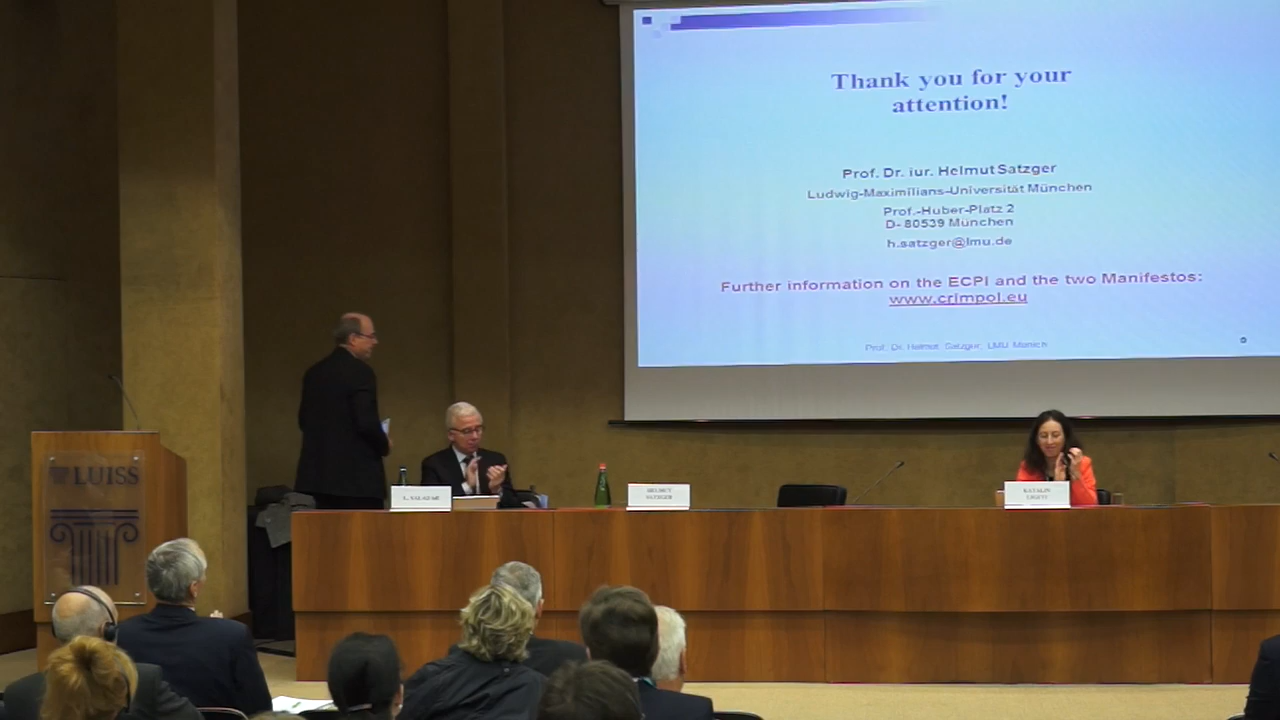 Thank you for your
attention!
Prof. Dr. iur. Helmut Satzger
Ludwig-Maximilians-Universität München
Prof.-Huber-Platz 2
D- 80539 München
h.satzger@lmu.de
Further information on the ECPI and the two Manifestos:
www.crimpol.eu
Prof. Dr. Helmut Satzger, LMU Munich
LUISS
L. SALAZAR
HELMUT
SATZGER
KATALIN
LIGETI